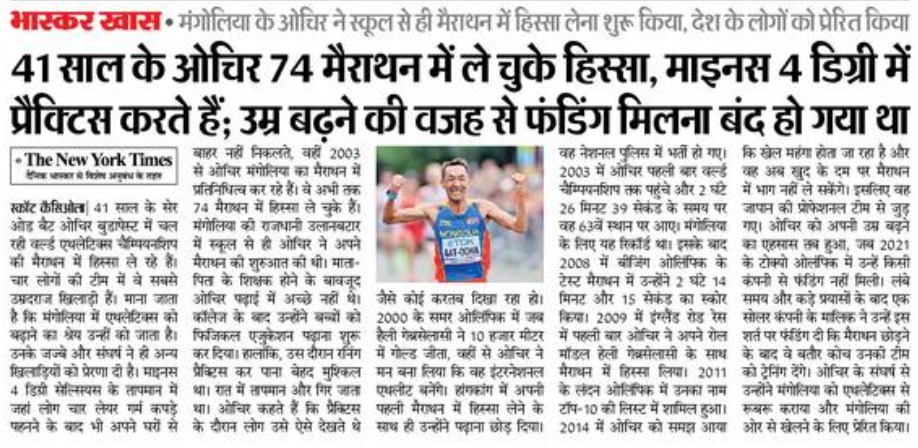 भास्कर खास • मंगोलिया के ओचिर ने स्कूल से ही मैराथन में हिस्सा लेना शुरू किया, देश के लोगों को प्रेरित किया
41 साल के ओचिर 74 मैराथन में ले चुके हिस्सा, माइनस 4 डिग्री में
प्रैक्टिस करते हैं; उम्र बढ़ने की वजह से फंडिंग मिलना बंद हो गया था
The New York Times
दैनिक भास्कर से विशेष अनुबंध के तहत
स्कॉट कैसिओला| 41 साल के सेर
ओड बैट ओचिर बुडापेस्ट में चल
रही वर्ल्ड एथलेटिक्स चैम्पियनशिप
की मैराथन में हिस्सा ले रहे हैं।
चार लोगों की टीम में वे सबसे
उम्रदराज खिलाड़ी हैं। माना जाता
है कि मंगोलिया में एथलेटिक्स को
बढ़ाने का श्रेय उन्हीं को जाता है।
उनके जज्बे और संघर्ष ने ही अन्य
खिलाड़ियों को प्रेरणा दी है। माइनस
4 डिग्री सेल्सियस के तापमान में
जहां लोग चार लेयर गर्म कपड़े
पहनने के बाद भी अपने घरों से
बाहर नहीं निकलते, वहीं 2003
से ओचिर मंगोलिया का मैराथन में
प्रतिनिधित्व कर रहे हैं। वे अभी तक
74 मैराथन में हिस्सा ले चुके हैं।
मंगोलिया की राजधानी उलानबटार
में स्कूल से ही ओचिर ने अपने
मैराथन की शुरुआत की थी। माता-
पिता के शिक्षक होने के बावजूद
ओचिर पढ़ाई में अच्छे नहीं थे।
कॉलेज के बाद उन्होंने बच्चों को
फिजिकल एजुकेशन पढ़ाना शुरू
कर दिया। हालांकि, उस दौरान रनिंग
प्रैक्टिस कर पाना बेहद मुश्किल
था। रात में तापमान और गिर जाता
था। ओचिर कहते हैं कि प्रैक्टिस
के दौरान लोग उसे ऐसे देखते थे
MONGOLIA
TDK
BAT-OCHIR
जैसे कोई करतब दिखा रहा हो।
2000 के समर ओलिंपिक में जब
हैली गेब्रसेलासी ने 10 हजार मीटर
में गोल्ड जीता, वहीं से ओचिर ने
मन बना लिया कि वह इंटरनेशनल
एथलीट बनेंगे। हांगकांग में अपनी
पहली मैराथन में हिस्सा लेने के
साथ ही उन्होंने पढ़ाना छोड़ दिया।
वह नेशनल पुलिस में भर्ती हो गए।
2003 में ओचिर पहली बार वर्ल्ड
चैम्पियनशिप तक पहुंचे और 2 घंटे
26 मिनट 39 सेकंड के समय पर
वह 63वें स्थान पर आए। मंगोलिया
के लिए यह रिकॉर्ड था। इसके बाद
2008 में बीजिंग ओलिंपिक के
टेस्ट मैराथन में उन्होंने 2 घंटे 14
मिनट और 15 सेकंड का स्कोर
किया। 2009 में इंग्लैंड रोड रेस
में पहली बार ओचिर ने अपने रोल
मॉडल हेली गेब्रसीलासी के साथ
मैराथन में हिस्सा लिया। 2011
के लंदन ओलिंपिक में उनका नाम
टॉप-10 की लिस्ट में शामिल हुआ।
2014 में ओचिर को समझ आया
कि खेल महंगा होता जा रहा है और
वह अब खुद के दम पर मैराथन
में भाग नहीं ले सकेंगे। इसलिए वह
जापान की प्रोफेशनल टीम से जुड़
गए। ओचिर को अपनी उम्र बढ़ने
का एहसास तब हुआ, जब 2021
के टोक्यो ओलंपिक में उन्हें किसी
कंपनी से फंडिंग नहीं मिली। लंबे
समय और कड़े प्रयासों के बाद एक
सोलर कंपनी के मालिक ने उन्हें इस
शर्त पर फंडिंग दी कि मैराथन छोड़ने
के बाद वे बतौर कोच उनकी टीम
को ट्रेनिंग देंगे। ओचिर के संघर्ष से
उन्होंने मंगोलिया को एथलेटिक्स से
रूबरू कराया और मंगोलिया की
ओर से खेलने के लिए प्रेरित किया।